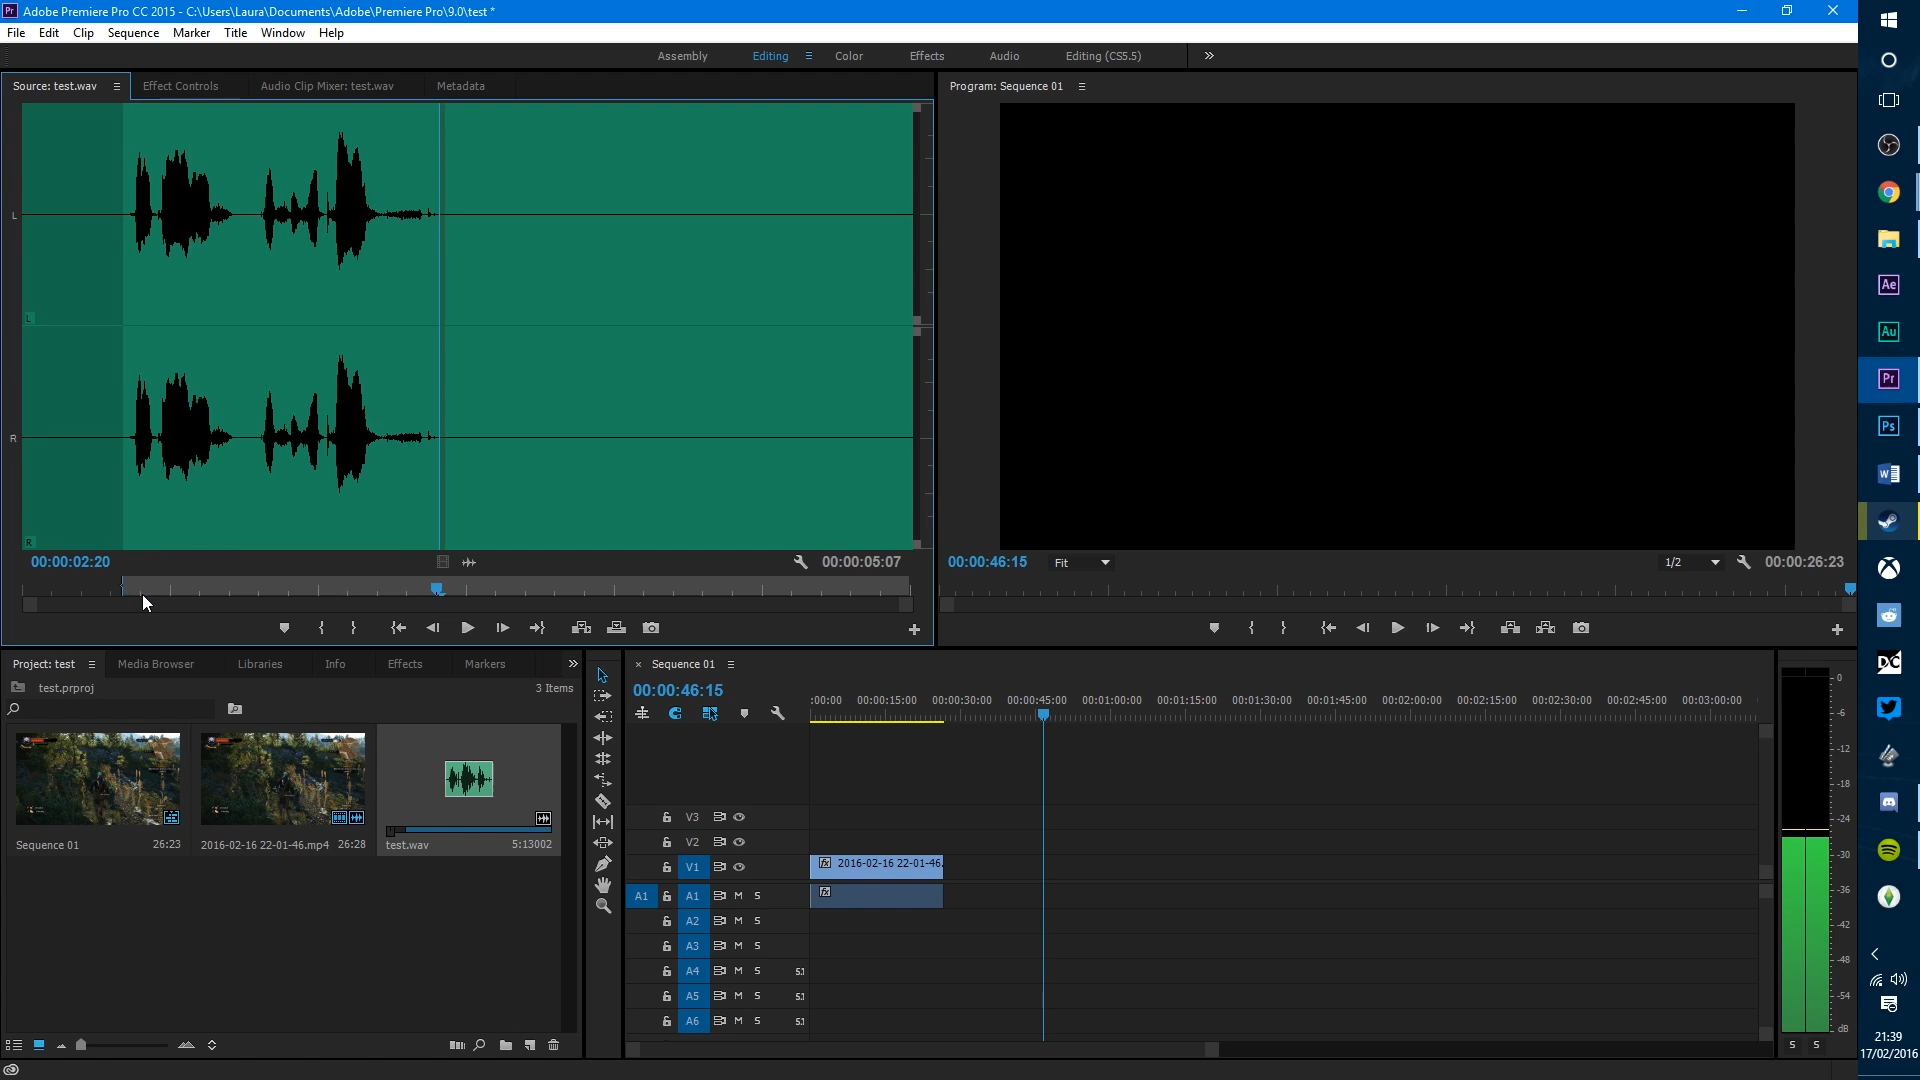 Pr Adobe Premiere Pro CC 2015 - C:\Users\Laura\Documents\Adobe\Premiere Pro\9.0\test *
File Edit Clip Sequence Marker Title Window Help
Assembly Editing Color Effects Audio Editing (CS5.5)
Source: test.wav Effect Controls Audio Clip Mixer: test.wav Metadata
Program: Sequence 01
L
L
R
R
00:00:02:20 00:00:05:07
00:00:46:15 Fit 1/2 00:00:26:23
Project: test Media Browser Libraries Info Effects Markers
test.prproj 3 Items
Sequence 01 26:23
2016-02-16 22-01-46.mp4 26:28
test.wav 5:13002
× Sequence 01
00:00:46:15
:00:00 00:00:15:00 00:00:30:00 00:00:45:00 00:01:00:00 00:01:15:00 00:01:30:00 00:01:45:00 00:02:00:00 00:02:15:00 00:02:30:00 00:02:45:00 00:03:00:00
V3
V2
V1 fx 2016-02-16 22-01-46.
A1 A1 M S fx
A2 M S
A3 M S
A4 M S 5.1
A5 M S 5.1
A6 M S 5.1
0
-6
-12
-18
-24
-30
-36
-42
-48
-54
dB
S S
Ae
Au
Pr
Ps
W
DC
21:39
17/02/2016